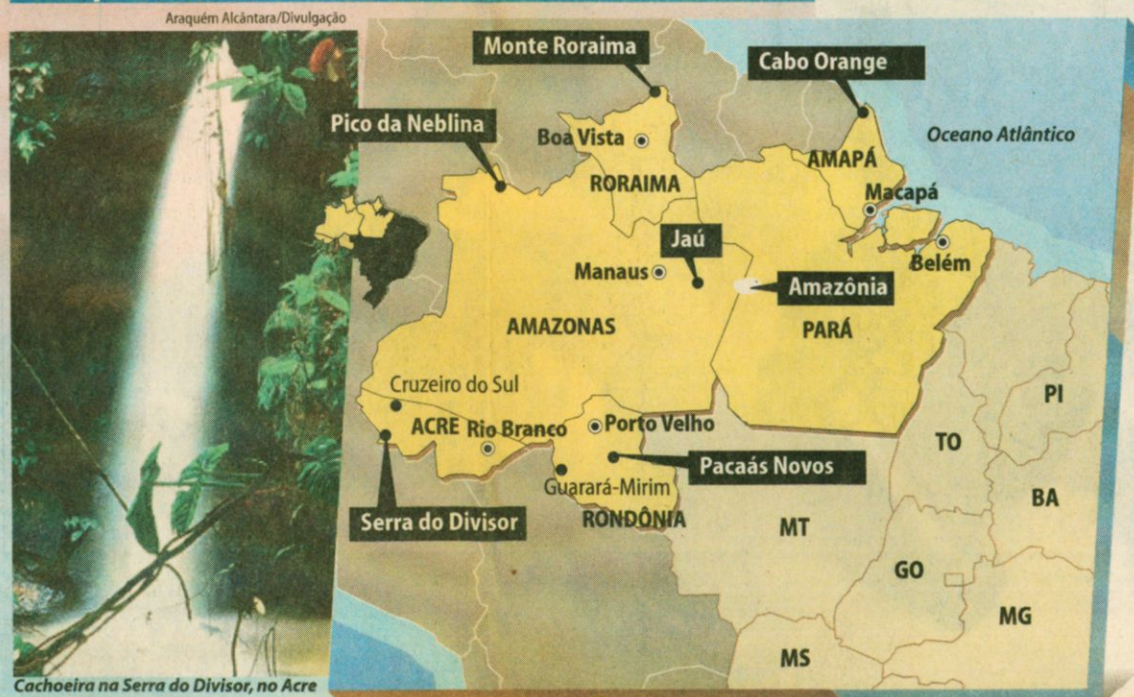 Araquém Alcântara/Divulgação
Monte Roraima
Cabo Orange
Pico da Neblina
Boa Vista
Oceano Atlântico
AMAPÁ
RORAIMA
Macapá
Jaú
Manaus
Belém
Amazônia
AMAZONAS
PARÁ
Cruzeiro do Sul
PI
ACRE
Rio Branco
Porto Velho
TO
Pacaás Novos
Guarará-Mirim
BA
Serra do Divisor
RONDÔNIA
MT
GO
MG
MS
Cachoeira na Serra do Divisor, no Acre